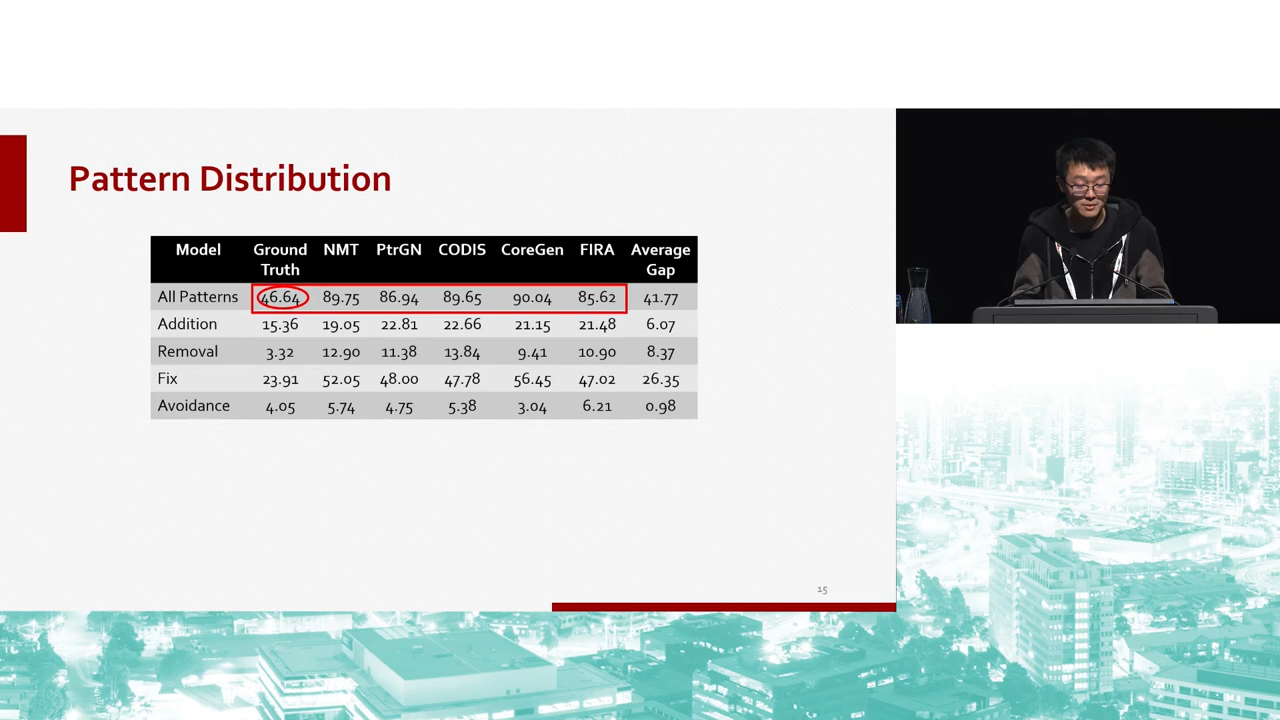 Pattern Distribution
Model Ground Truth NMT PtrGN CODIS CoreGen FIRA Average Gap
All Patterns 46.64 89.75 86.94 89.65 90.04 85.62 41.77
Addition 15.36 19.05 22.81 22.66 21.15 21.48 6.07
Removal 3.32 12.90 11.38 13.84 9.41 10.90 8.37
Fix 23.91 52.05 48.00 47.78 56.45 47.02 26.35
Avoidance 4.05 5.74 4.75 5.38 3.04 6.21 0.98
15